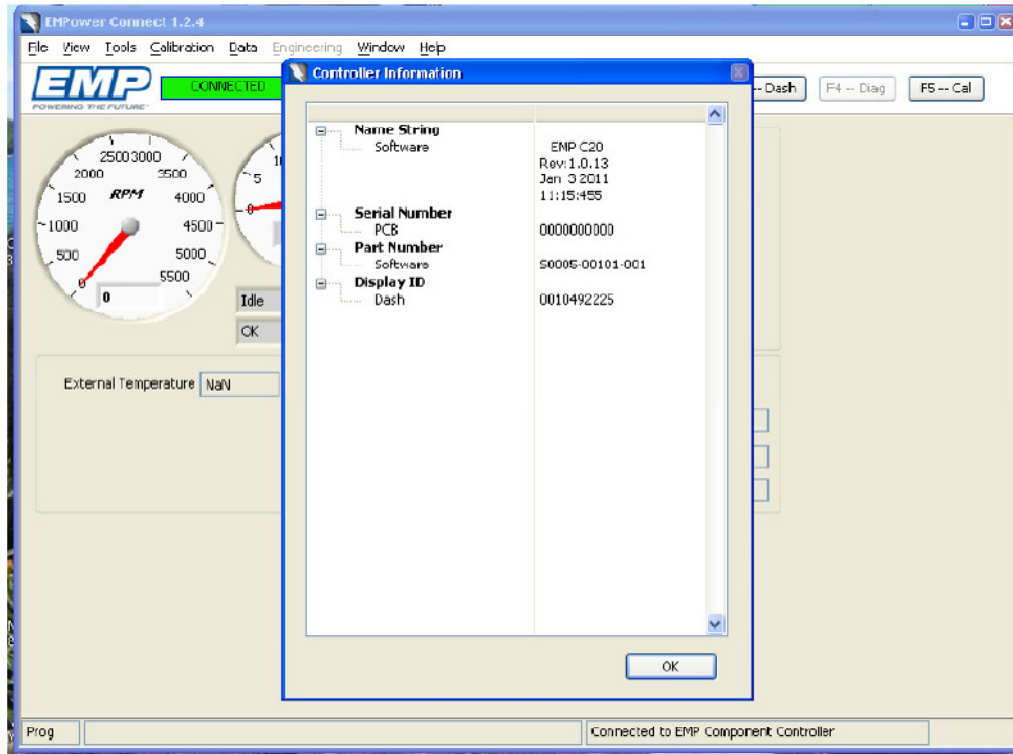 EMPower Connect 1.2.4
File View Tools Calibration Data Engineering Window Help
EMP
POWERING THE FUTURE
CONNECTED
-- Dash
F4 -- Diag
F5 -- Cal
Controller Information
Name String
Software EMP C20
Rev:1.0.13
Jan 3 2011
11:15:455
Serial Number
PCB 0000000000
Part Number
Software S0005-00101-001
Display ID
Dash 0010492225
OK
2500 3000
2000 3500
1500 RPM 4000
1000 4500
500 5000
0 5500
0
10
5
0
Idle
OK
External Temperature NaN
Prog
Connected to EMP Component Controller